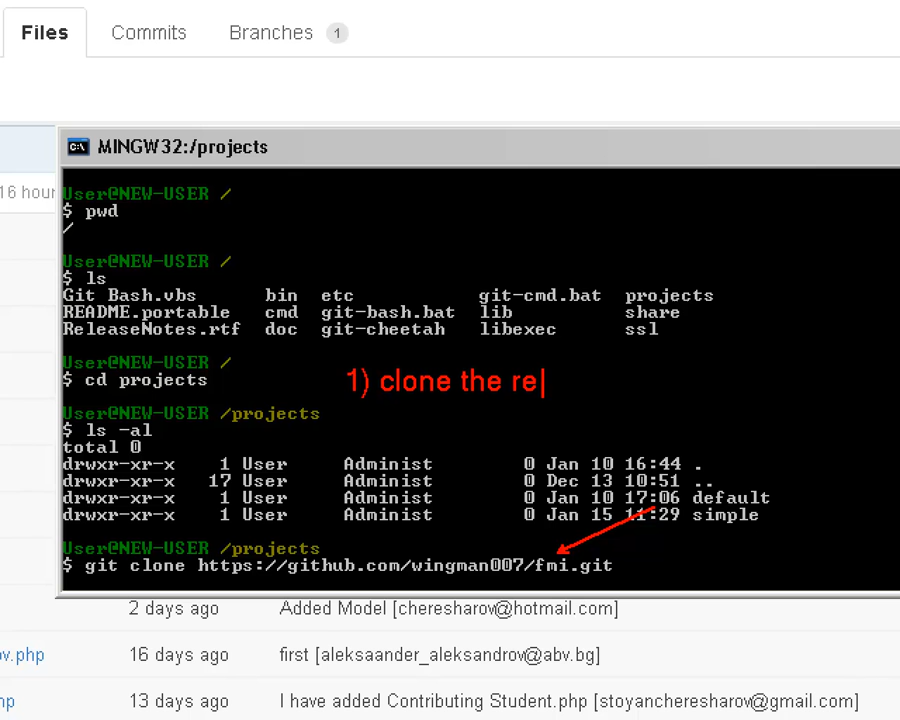 Files Commits Branches 1
MINGW32:/projects
16 hour
User@NEW-USER /
$ pwd
/
User@NEW-USER /
$ ls
Git Bash.vbs bin etc git-cmd.bat projects
README.portable cmd git-bash.bat lib share
ReleaseNotes.rtf doc git-cheetah libexec ssl
User@NEW-USER /
$ cd projects
1) clone the re
User@NEW-USER /projects
$ ls -al
total 0
drwxr-xr-x 1 User Administ 0 Jan 10 16:44 .
drwxr-xr-x 17 User Administ 0 Dec 13 10:51 ..
drwxr-xr-x 1 User Administ 0 Jan 10 17:06 default
drwxr-xr-x 1 User Administ 0 Jan 15 11:29 simple
User@NEW-USER /projects
$ git clone https://github.com/wingman007/fmi.git
2 days ago Added Model [cheresharov@hotmail.com]
ov.php 16 days ago first [aleksaander_aleksandrov@abv.bg]
hp 13 days ago I have added Contributing Student.php [stoyancheresharov@gmail.com]